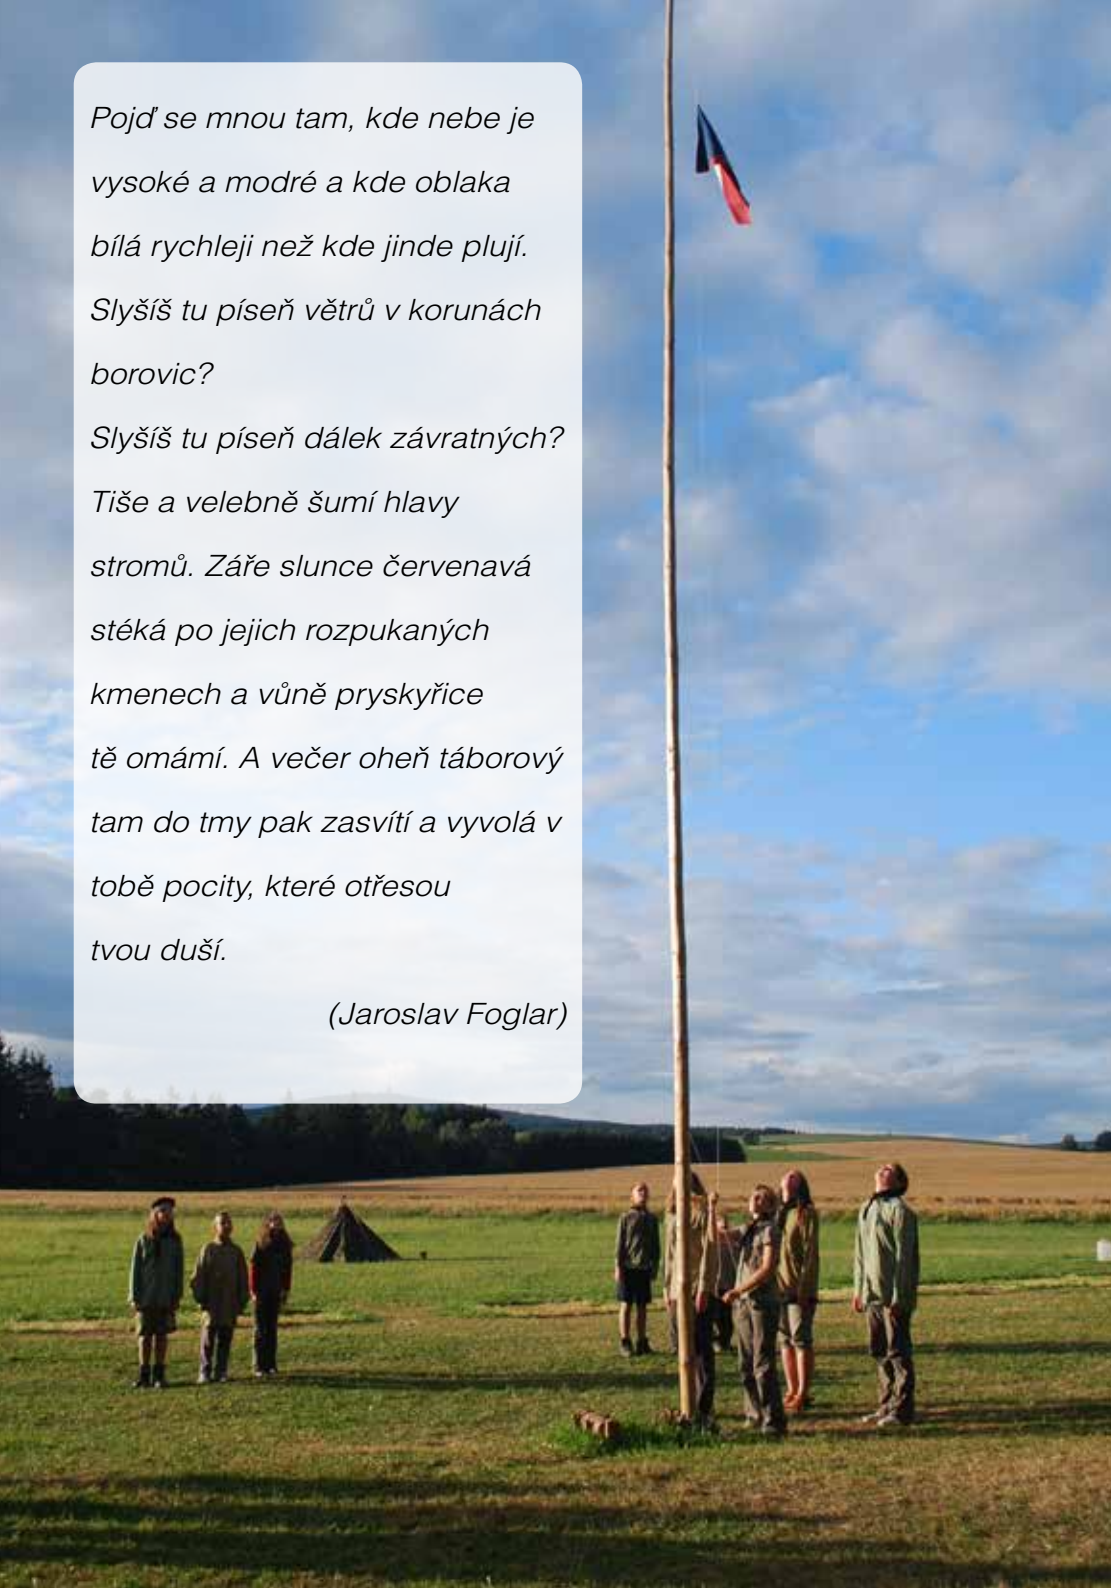 Pojď se mnou tam, kde nebe je
vysoké a modré a kde oblaka
bílá rychleji než kde jinde plují.
Slyšíš tu píseň větrů v korunách
borovic?
Slyšíš tu píseň dálek závratných?
Tiše a velebně šumí hlavy
stromů. Záře slunce červenavá
stéká po jejich rozpukaných
kmenech a vůně pryskyřice
tě omámí. A večer oheň táborový
tam do tmy pak zasvítí a vyvolá v
tobě pocity, které otřesou
tvou duší.
(Jaroslav Foglar)